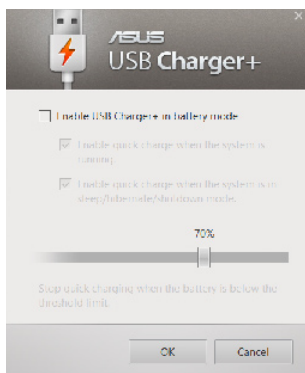 ASUS
USB Charger+
Enable USB Charger+ in battery mode
Enable quick charge when the system is
running.
Enable quick charge when the system is in
sleep/hibernate/shutdown mode.
70%
Stop quick charging when the battery is below the
threshold limit.
OK Cancel